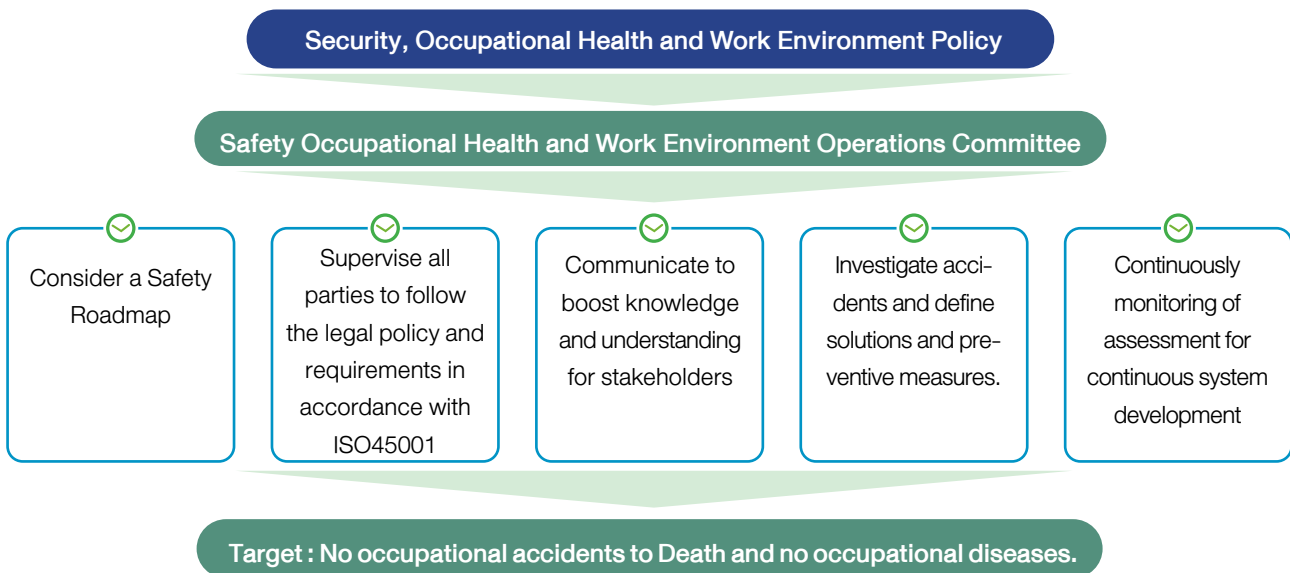 Security, Occupational Health and Work Environment Policy
Safety Occupational Health and Work Environment Operations Committee
Consider a Safety
Roadmap
Supervise all
parties to follow
the legal policy and
requirements in
accordance with
ISO45001
Communicate to
boost knowledge
and understanding
for stakeholders
Investigate acci-
dents and define
solutions and pre-
ventive measures.
Continuously
monitoring of
assessment for
continuous system
development
Target : No occupational accidents to Death and no occupational diseases.